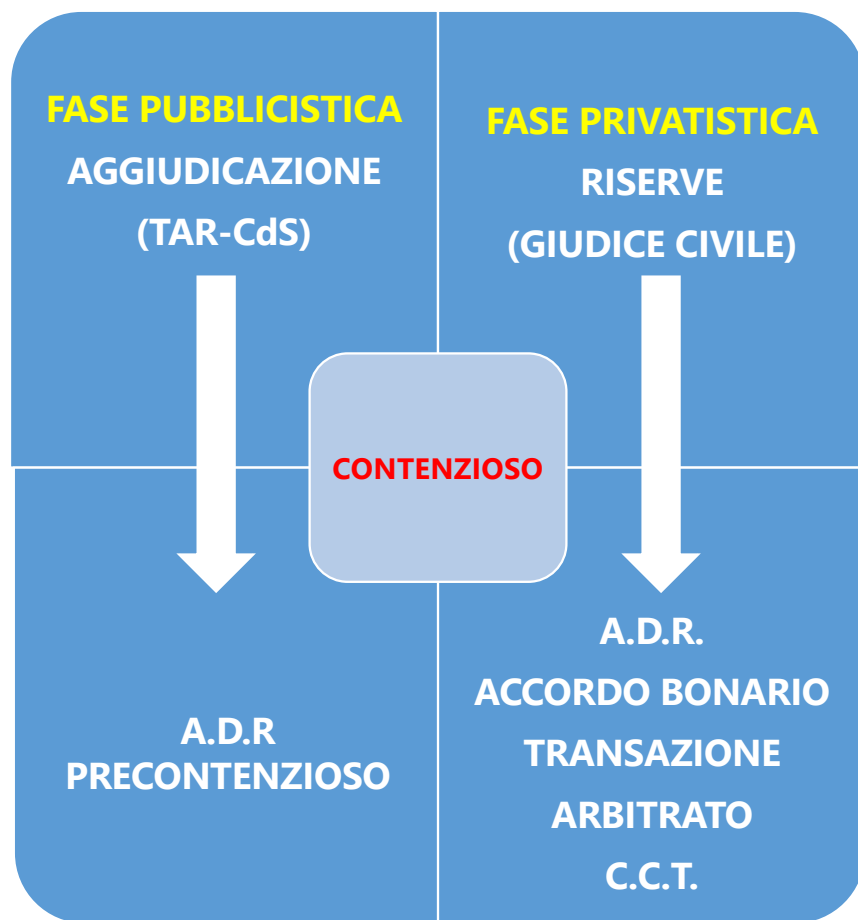 FASE PUBBLICISTICA
AGGIUDICAZIONE
(TAR-CdS)
FASE PRIVATISTICA
RISERVE
(GIUDICE CIVILE)
CONTENZIOSO
A.D.R
PRECONTENZIOSO
A.D.R.
ACCORDO BONARIO
TRANSAZIONE
ARBITRATO
C.C.T.